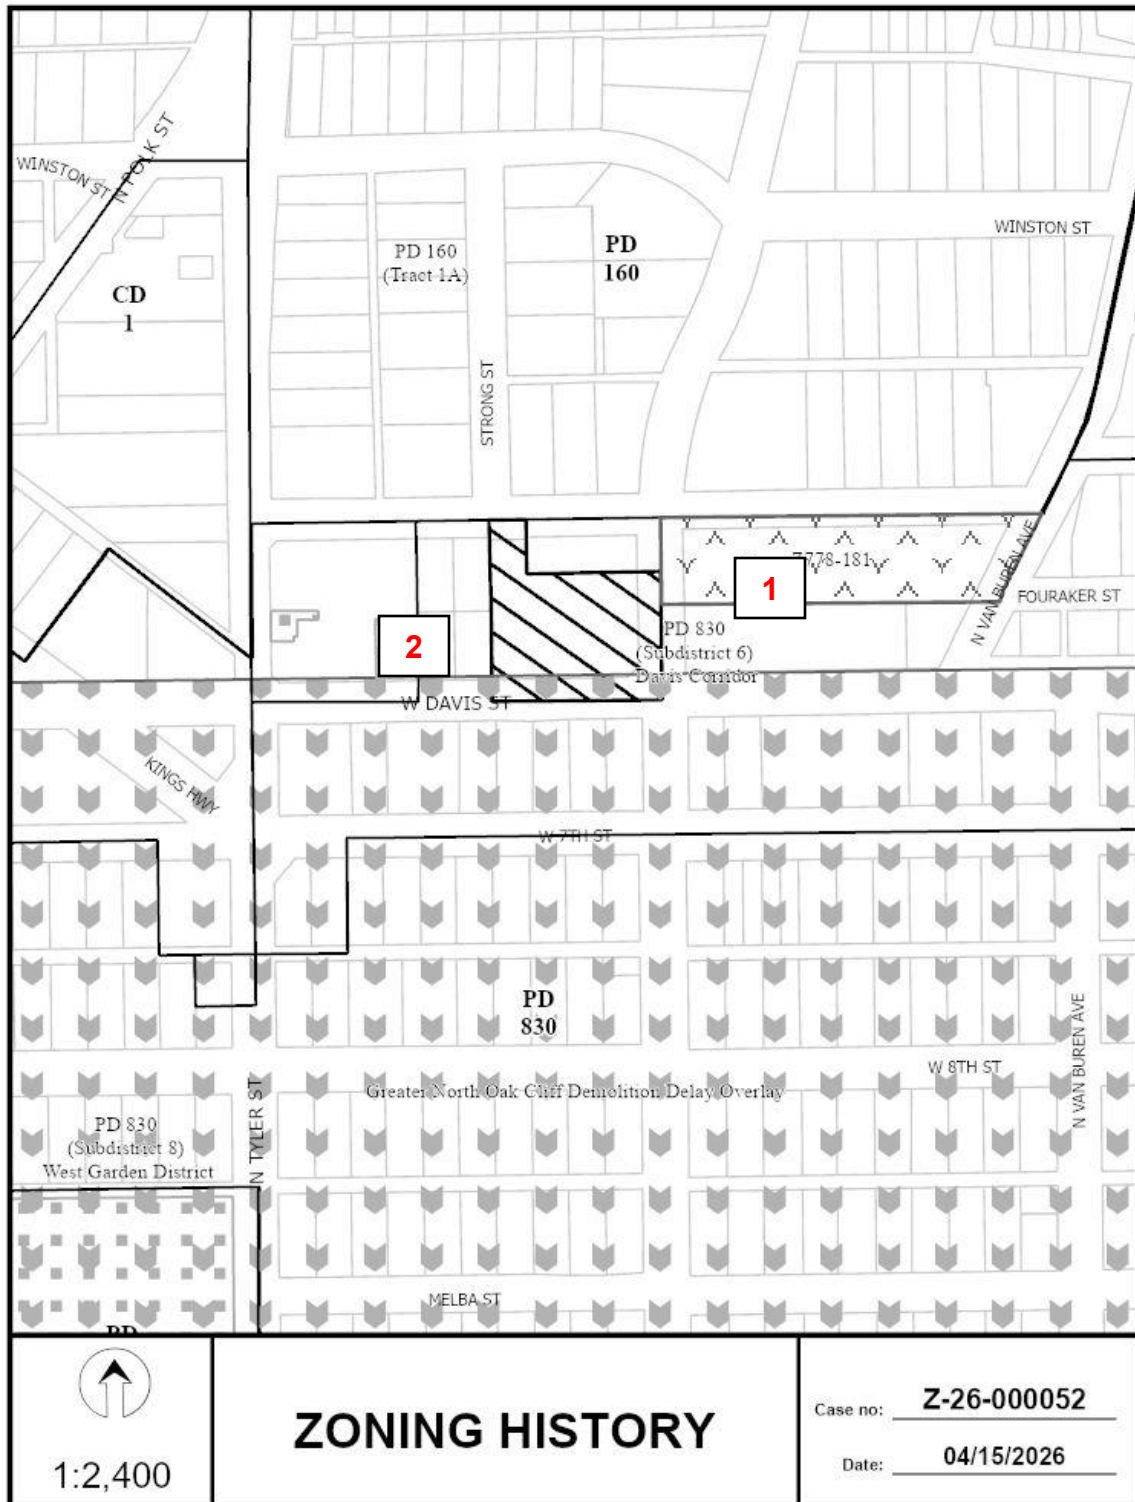 WINSTON ST
N POLK ST
WINSTON ST
PD 160
(Tract 1A)
PD
160
CD
1
STRONG ST
Z778-181
1
N VAN BUREN AVE
FOURAKER ST
2
PD 830
(Subdistrict 6)
Davis Corridor
W DAVIS ST
KINGS HWY
W 7TH ST
PD
830
N VAN BUREN AVE
W 8TH ST
Greater North Oak Cliff Demolition Delay Overlay
N TYLER ST
PD 830
(Subdistrict 8)
West Garden District
MELBA ST
PD
1:2,400
ZONING HISTORY
Case no: Z-26-000052
Date: 04/15/2026